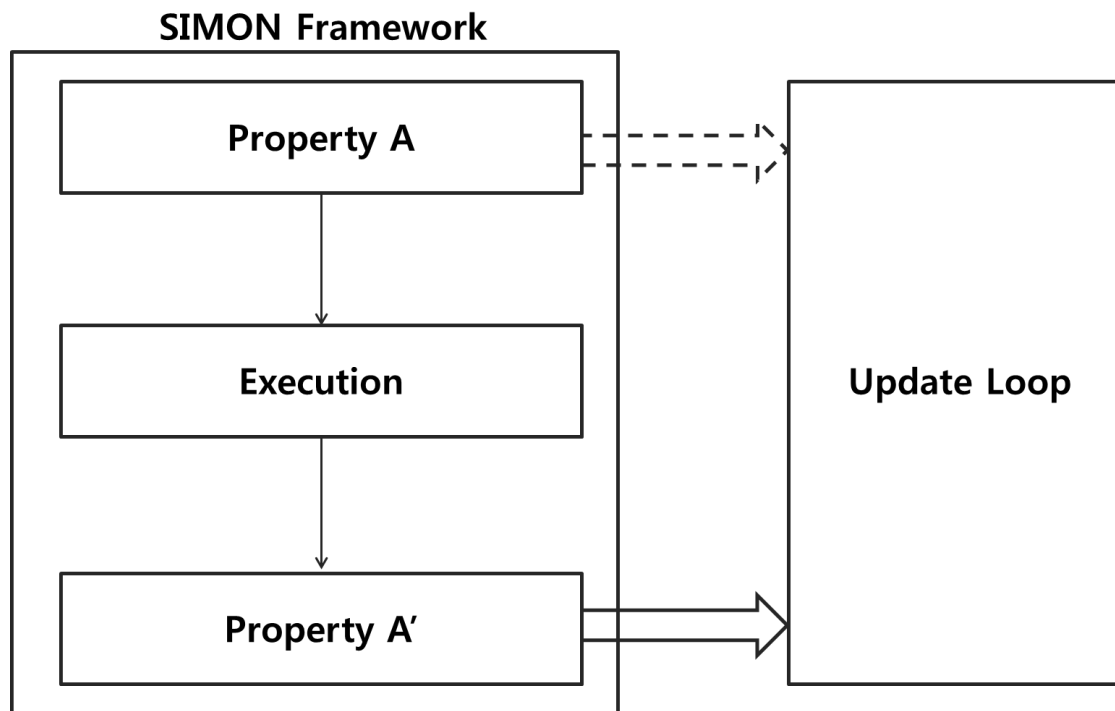 SIMON Framework
Property A
Execution
Update Loop
Property A’